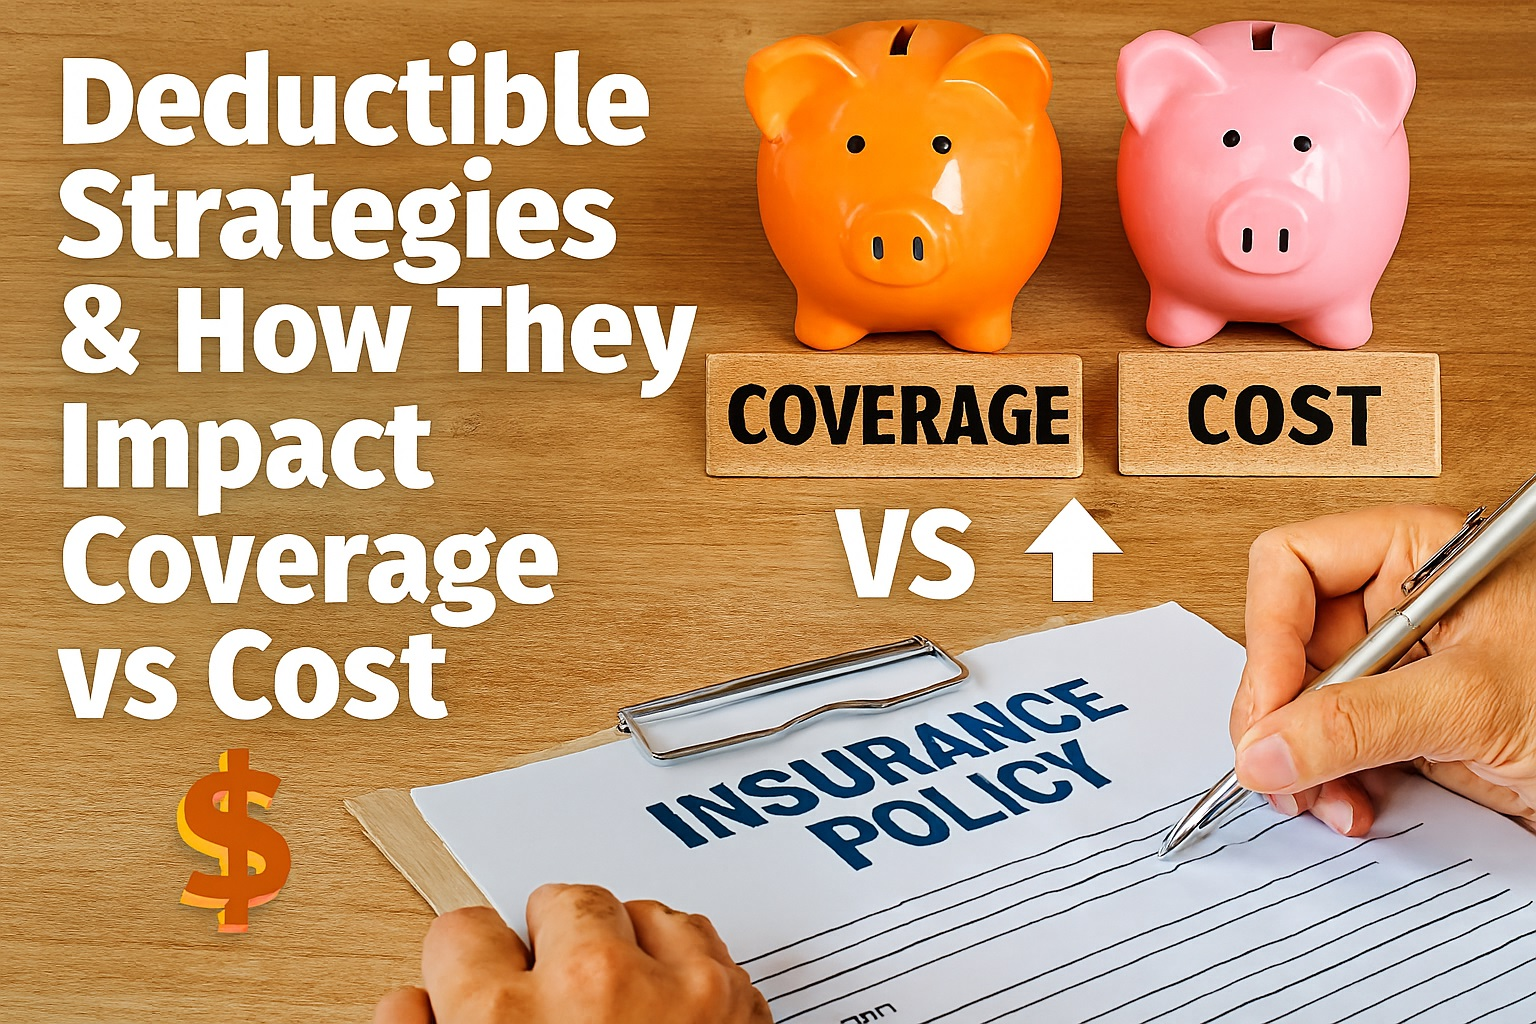 Deductible
Strategies
& How They
Impact
Coverage
vs Cost
$
COVERAGE
COST
VS
INSURANCE
POLICY